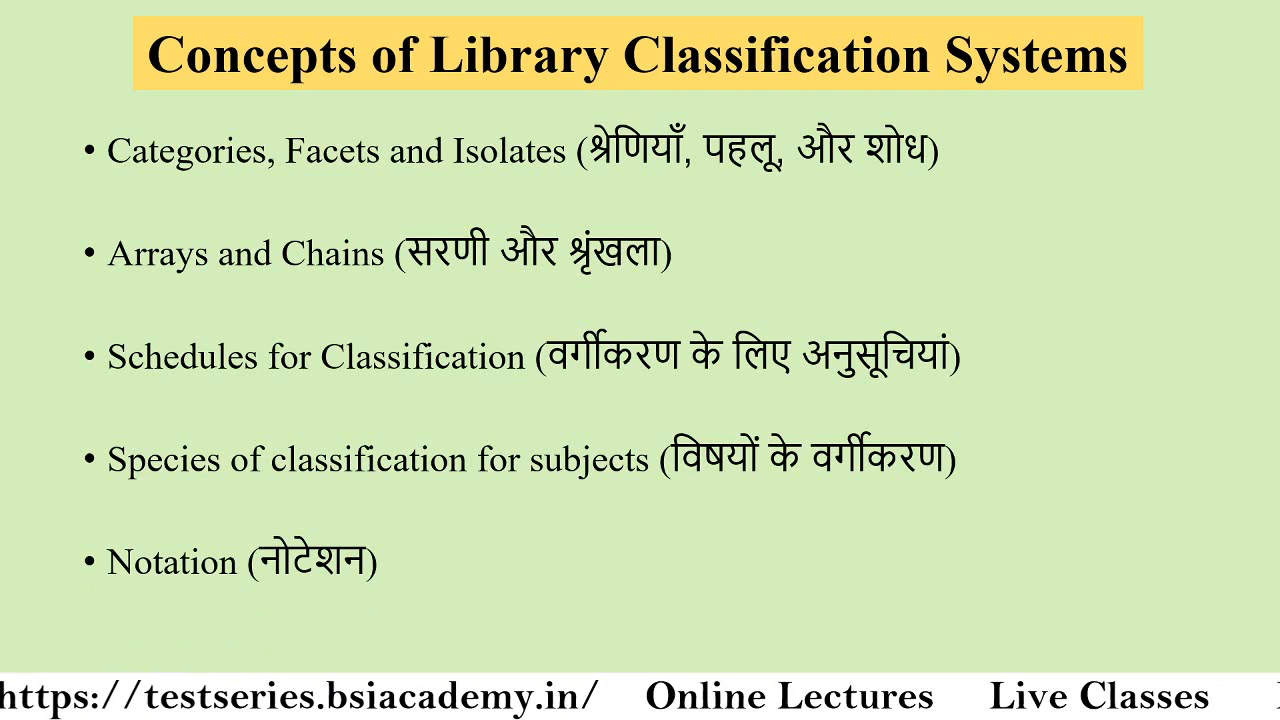 Concepts of Library Classification Systems
• Categories, Facets and Isolates (श्रेणियाँ, पहलू, और शोध)
• Arrays and Chains (सरणी और श्रृंखला)
• Schedules for Classification (वर्गीकरण के लिए अनुसूचियां)
• Species of classification for subjects (विषयों के वर्गीकरण)
• Notation (नोटेशन)
https://testseries.bsiacademy.in/ Online Lectures Live Classes